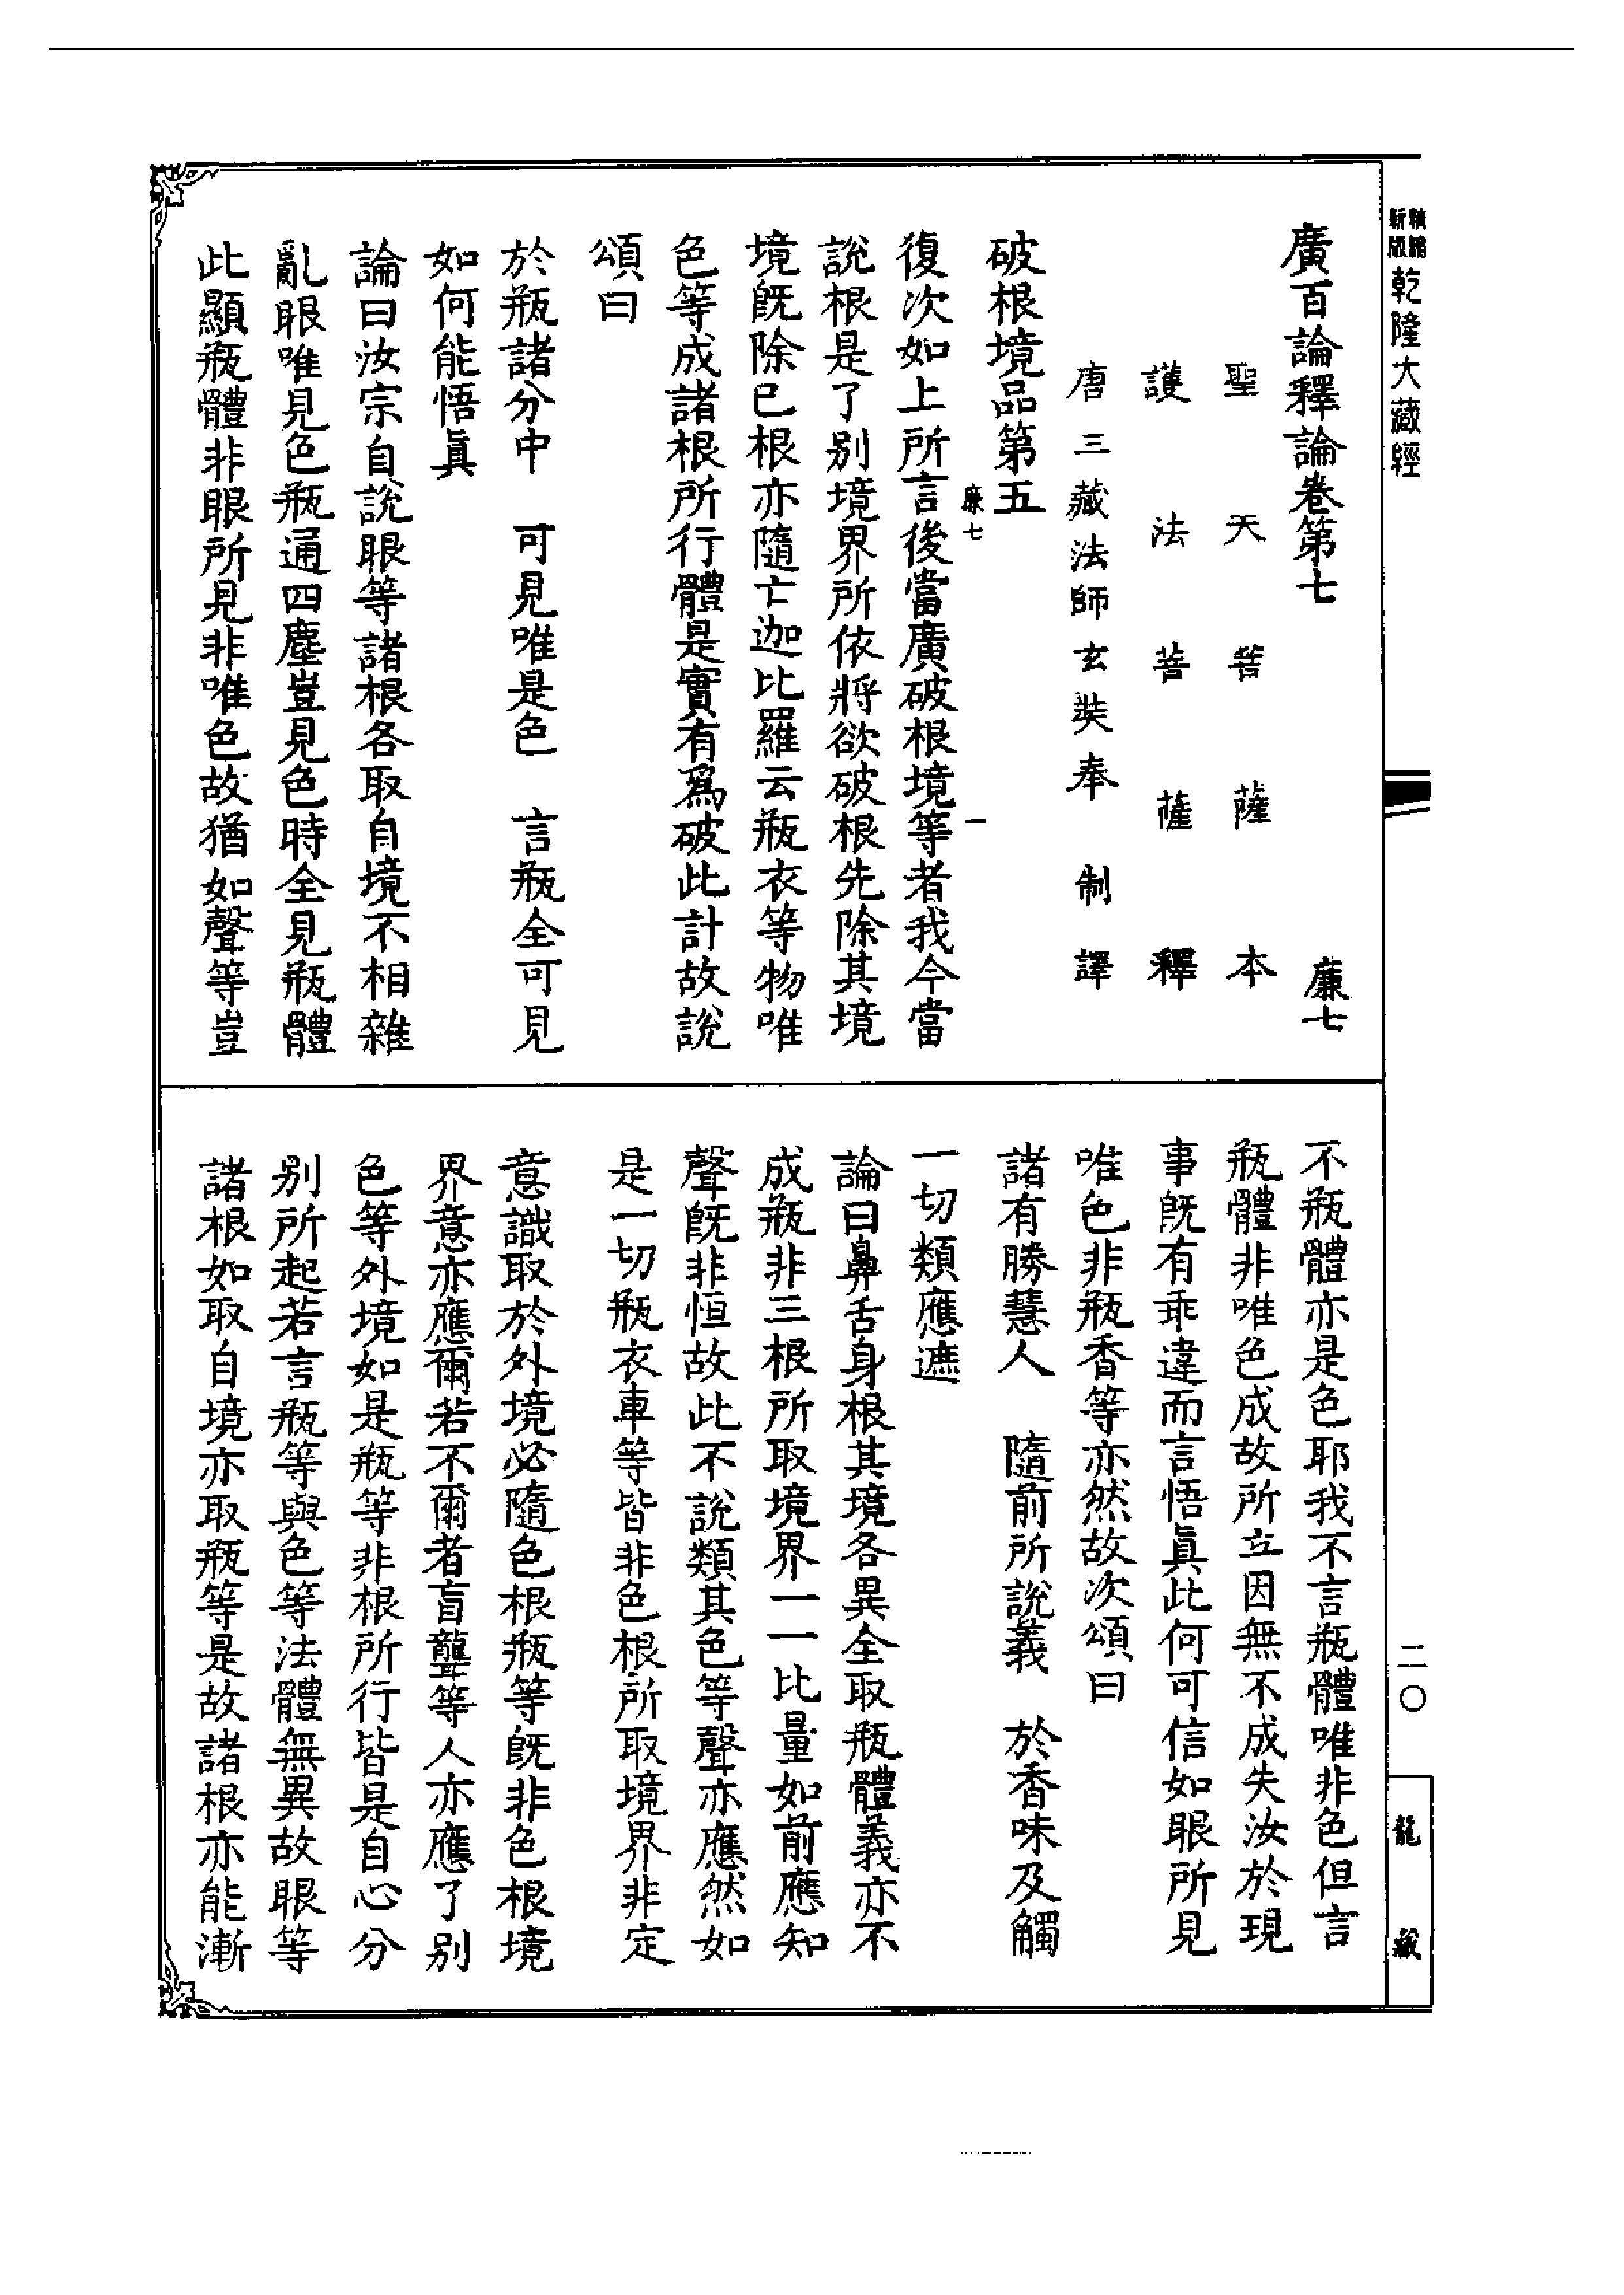 新版
精縮
乾隆大藏經
廣百論釋論卷第七 廉七
聖天菩薩本
護法菩薩釋
唐三藏法師玄奘奉制譯
破根境品第五
廉七 一
復次如上所言後當廣破根境等者我今當
說根是了別境界所依將欲破根先除其境
境旣除已根亦隨亡迦比羅云瓶衣等物唯
色等成諸根所行體是實有爲破此計故說
頌曰
於瓶諸分中 可見唯是色 言瓶全可見
如何能悟眞
論曰汝宗自說眼等諸根各取自境不相雜
亂眼唯見色瓶通四塵豈見色時全見瓶體
此顯瓶體非眼所見非唯色故猶如聲等豈
不瓶體亦是色耶我不言瓶體唯非色但言
瓶體非唯色成故所立因無不成失汝於現
事旣有乖違而言悟眞此何可信如眼所見
唯色非瓶香等亦然故次頌曰
諸有勝慧人 隨前所說義 於香味及觸
一切類應遮
論曰鼻舌身根其境各異全取瓶體義亦不
成瓶非三根所取境界一一比量如前應知
聲旣非恒故此不說類其色等聲亦應然如
是一切瓶衣車等皆非色根所取境界非定
意識取於外境必隨色根瓶等旣非色根境
界意亦應爾若不爾者盲聾等人亦應了別
色等外境如是瓶等非根所行皆是自心分
別所起若言瓶等與色等法體無異故眼等
諸根如取自境亦取瓶等是故諸根亦能漸
二〇
龍藏